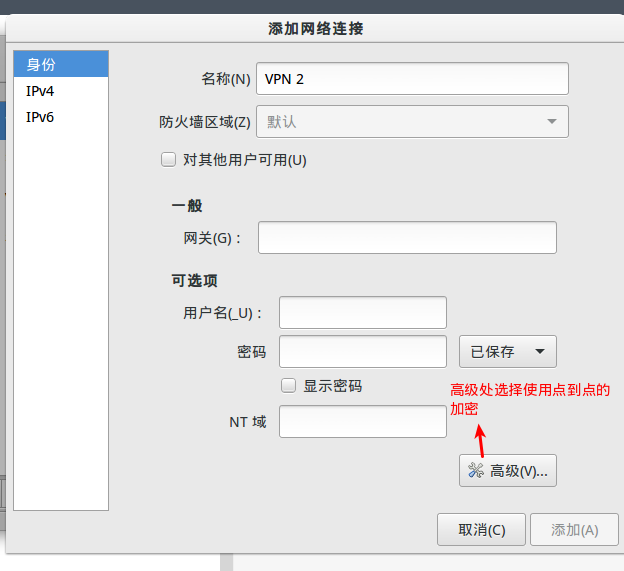 添加网络连接
身份
IPv4
IPv6
名称(N)
VPN 2
防火墙区域(Z)
默认
对其他用户可用(U)
一般
网关(G)：
可选项
用户名(_U)：
密码
已保存
显示密码
高级处选择使用点到点的
加密
NT 域
高级(V)...
取消(C)
添加(A)